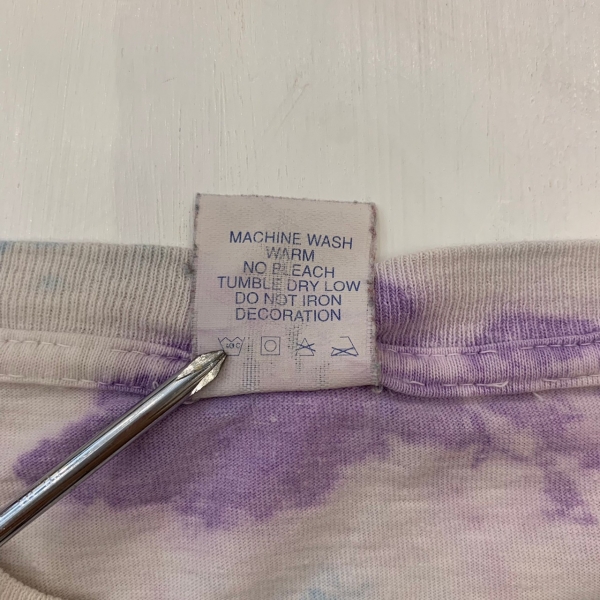 MACHINE WASH
WARM
NO BLEACH
TUMBLE DRY LOW
DO NOT IRON
DECORATION